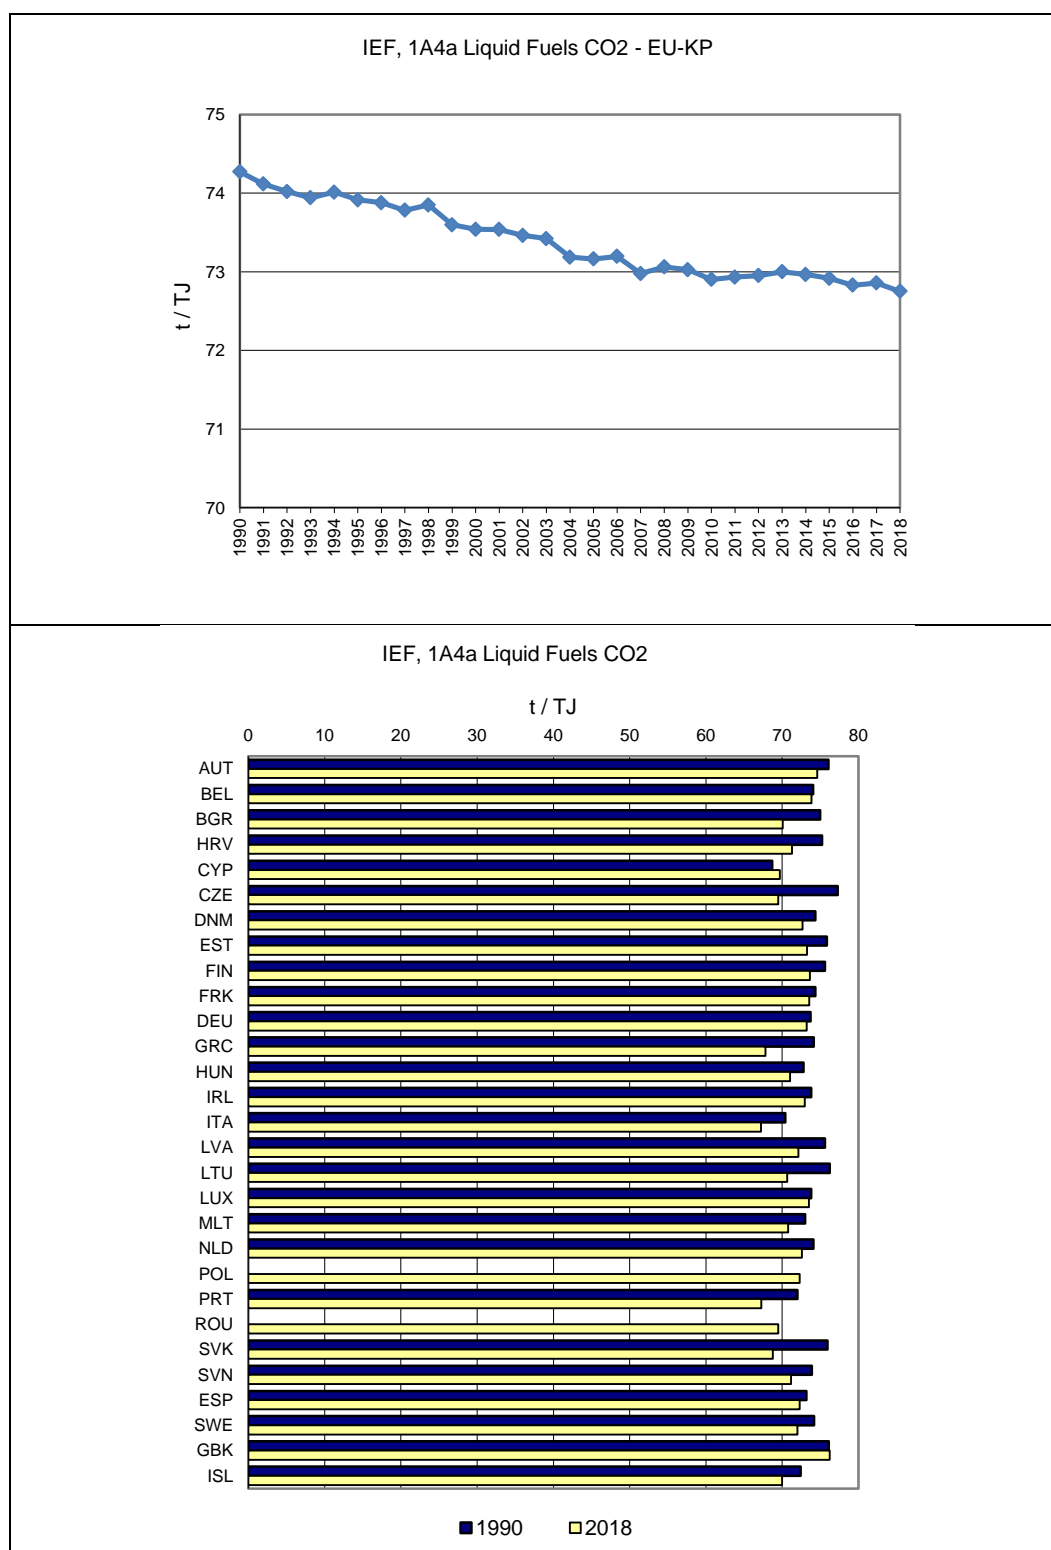 IEF, 1A4a Liquid Fuels CO2 - EU-KP
75
74
73
72
71
70
t / TJ
1990 1991 1992 1993 1994 1995 1996 1997 1998 1999 2000 2001 2002 2003 2004 2005 2006 2007 2008 2009 2010 2011 2012 2013 2014 2015 2016 2017 2018
IEF, 1A4a Liquid Fuels CO2
t / TJ
0 10 20 30 40 50 60 70 80
AUT
BEL
BGR
HRV
CYP
CZE
DNM
EST
FIN
FRK
DEU
GRC
HUN
IRL
ITA
LVA
LTU
LUX
MLT
NLD
POL
PRT
ROU
SVK
SVN
ESP
SWE
GBK
ISL
1990 2018